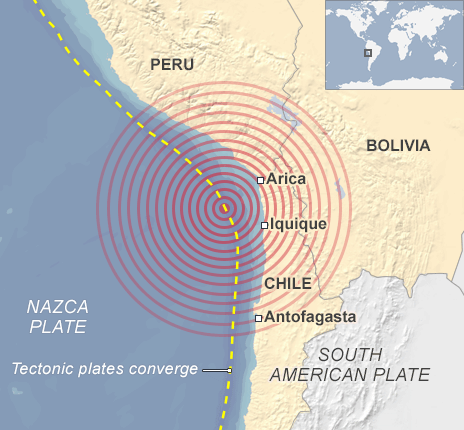 PERU
BOLIVIA
Arica
Iquique
CHILE
NAZCA
PLATE
Antofagasta
SOUTH
AMERICAN PLATE
Tectonic plates converge